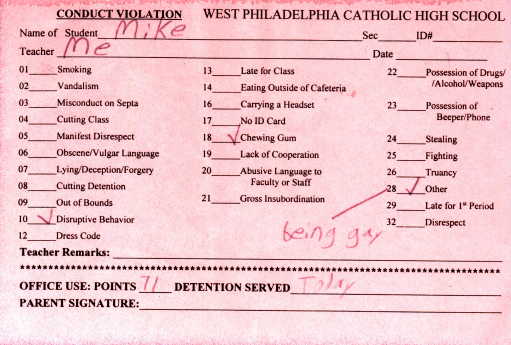 CONDUCT VIOLATION WEST PHILADELPHIA CATHOLIC HIGH SCHOOL
Name of Student Mike Sec ID#
Teacher Me Date
01 Smoking 13 Late for Class 22 Possession of Drugs/
/Alcohol/Weapons
02 Vandalism 14 Eating Outside of Cafeteria
03 Misconduct on Septa 16 Carrying a Headset 23 Possession of
Beeper/Phone
04 Cutting Class 17 No ID Card
05 Manifest Disrespect 18 Chewing Gum 24 Stealing
06 Obscene/Vulgar Language 19 Lack of Cooperation 25 Fighting
07 Lying/Deception/Forgery 20 Abusive Language to 26 Truancy
Faculty or Staff
08 Cutting Detention 28 Other
09 Out of Bounds 21 Gross Insubordination 29 Late for 1st Period
10 Disruptive Behavior 32 Disrespect
being gay
12 Dress Code
Teacher Remarks:
OFFICE USE: POINTS 71 DETENTION SERVED Today
PARENT SIGNATURE: